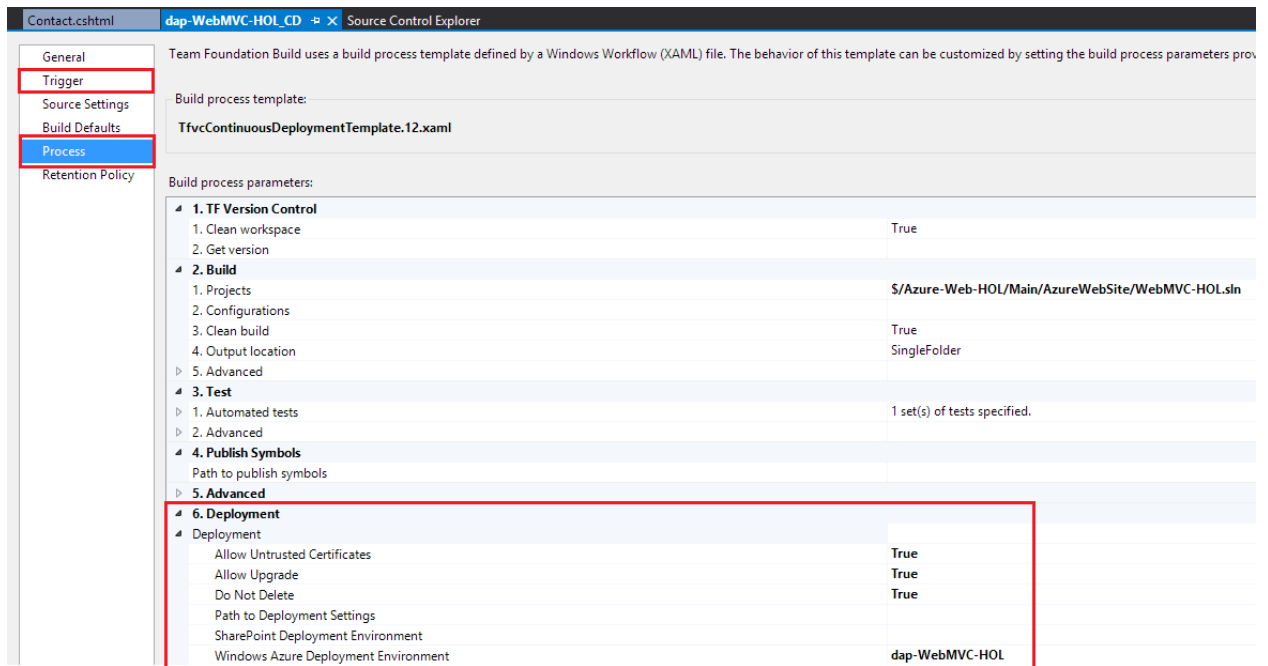 Contact.cshtml dap-WebMVC-HOL_CD Source Control Explorer
General
Trigger
Source Settings
Build Defaults
Process
Retention Policy
Team Foundation Build uses a build process template defined by a Windows Workflow (XAML) file. The behavior of this template can be customized by setting the build process parameters prov
Build process template:
TfvcContinuousDeploymentTemplate.12.xaml
Build process parameters:
1. TF Version Control
1. Clean workspace True
2. Get version
2. Build
1. Projects $/Azure-Web-HOL/Main/AzureWebSite/WebMVC-HOL.sln
2. Configurations
3. Clean build True
4. Output location SingleFolder
5. Advanced
3. Test
1. Automated tests 1 set(s) of tests specified.
2. Advanced
4. Publish Symbols
Path to publish symbols
5. Advanced
6. Deployment
Deployment
Allow Untrusted Certificates True
Allow Upgrade True
Do Not Delete True
Path to Deployment Settings
SharePoint Deployment Environment
Windows Azure Deployment Environment dap-WebMVC-HOL